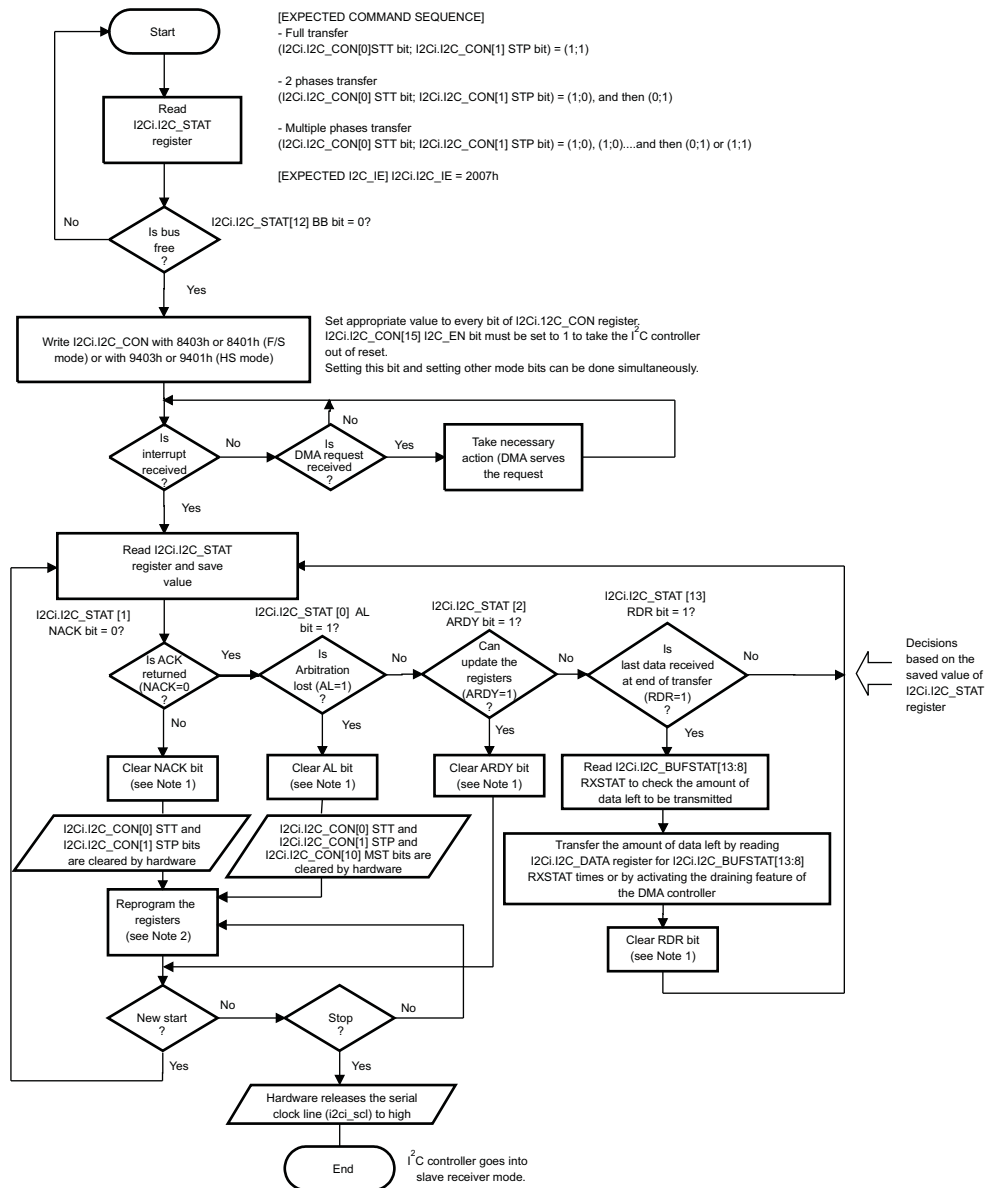 Start
[EXPECTED COMMAND SEQUENCE]
- Full transfer
(I2Ci.I2C_CON[0]STT bit; I2Ci.I2C_CON[1] STP bit) = (1;1)
- 2 phases transfer
(I2Ci.I2C_CON[0] STT bit; I2Ci.I2C_CON[1] STP bit) = (1;0), and then (0;1)
- Multiple phases transfer
(I2Ci.I2C_CON[0] STT bit; I2Ci.I2C_CON[1] STP bit) = (1;0), (1;0)....and then (0;1) or (1;1)
[EXPECTED I2C_IE] I2Ci.I2C_IE = 2007h
Read
I2Ci.I2C_STAT
register
No
I2Ci.I2C_STAT[12] BB bit = 0?
Is bus
free
?
Yes
Write I2Ci.I2C_CON with 8403h or 8401h (F/S
mode) or with 9403h or 9401h (HS mode)
Set appropriate value to every bit of I2Ci.12C_CON register.
I2Ci.I2C_CON[15] I2C_EN bit must be set to 1 to take the I2C controller
out of reset.
Setting this bit and setting other mode bits can be done simultaneously.
Is
interrupt
received
?
No
Is
DMA request
received
?
No
Yes
Take necessary
action (DMA serves
the request
Yes
Read I2Ci.I2C_STAT
register and save
value
I2Ci.I2C_STAT [1]
NACK bit = 0?
I2Ci.I2C_STAT [0] AL
bit = 1?
I2Ci.I2C_STAT [2]
ARDY bit = 1?
I2Ci.I2C_STAT [13]
RDR bit = 1?
Is ACK
returned
(NACK=0
?
Yes
Is
Arbitration
lost (AL=1)
?
No
Can
update the
registers
(ARDY=1)
?
No
Is
last data received
at end of transfer
(RDR=1)
?
No
Decisions
based on the
saved value of
I2Ci.I2C_STAT
register
No
Yes
Yes
Yes
Clear NACK bit
(see Note 1)
Clear AL bit
(see Note 1)
Clear ARDY bit
(see Note 1)
Read I2Ci.I2C_BUFSTAT[13:8]
RXSTAT to check the amount of
data left to be transmitted
I2Ci.I2C_CON[0] STT and
I2Ci.I2C_CON[1] STP bits
are cleared by hardware
I2Ci.I2C_CON[0] STT and
I2Ci.I2C_CON[1] STP and
I2Ci.I2C_CON[10] MST bits are
cleared by hardware
Transfer the amount of data left by reading
I2Ci.I2C_DATA register for I2Ci.I2C_BUFSTAT[13:8]
RXSTAT times or by activating the draining feature of
the DMA controller
Reprogram the
registers
(see Note 2)
Clear RDR bit
(see Note 1)
New start
?
No
Stop
?
No
Yes
Yes
Hardware releases the serial
clock line (i2ci_scl) to high
End
I2C controller goes into
slave receiver mode.